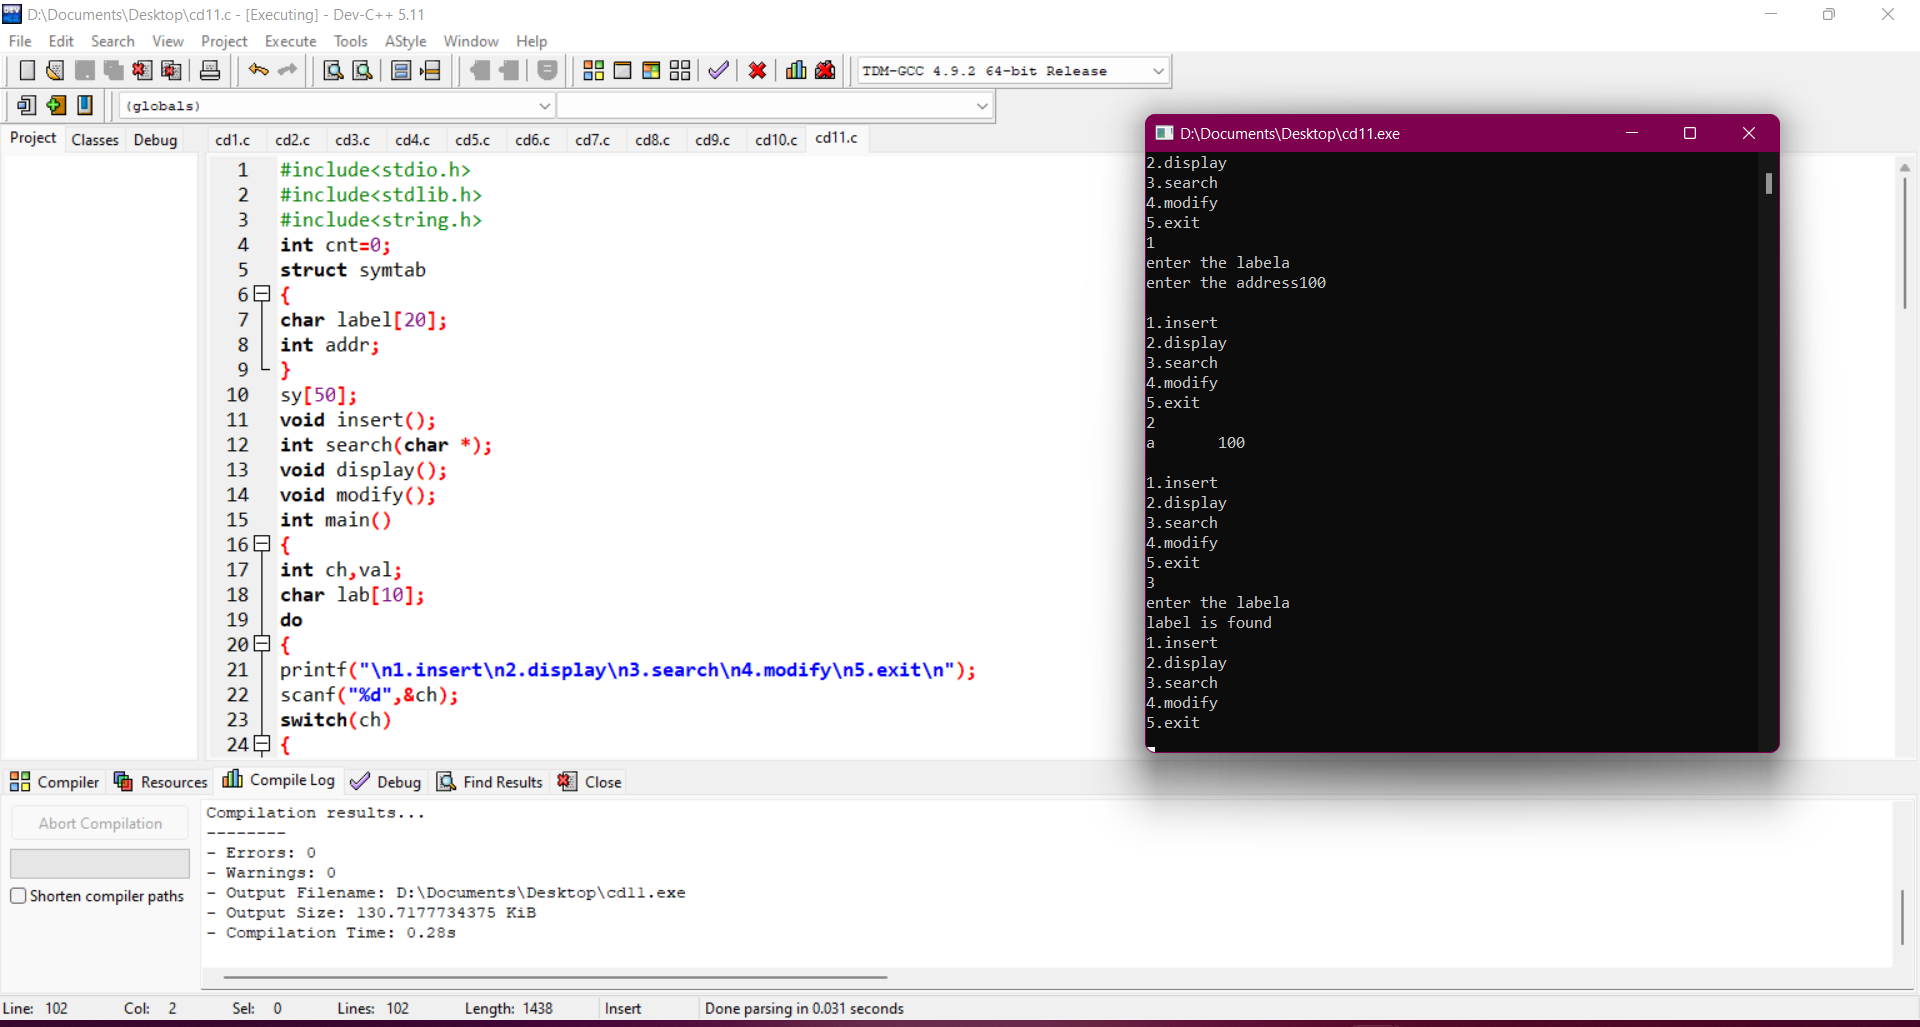 D:\Documents\Desktop\cd11.c - [Executing] - Dev-C++ 5.11
File Edit Search View Project Execute Tools AStyle Window Help
TDM-GCC 4.9.2 64-bit Release
(globals)
Project Classes Debug
cd1.c cd2.c cd3.c cd4.c cd5.c cd6.c cd7.c cd8.c cd9.c cd10.c cd11.c
1 #include<stdio.h>
2 #include<stdlib.h>
3 #include<string.h>
4 int cnt=0;
5 struct symtab
6 {
7 char label[20];
8 int addr;
9 }
10 sy[50];
11 void insert();
12 int search(char *);
13 void display();
14 void modify();
15 int main()
16 {
17 int ch,val;
18 char lab[10];
19 do
20 {
21 printf("\n1.insert\n2.display\n3.search\n4.modify\n5.exit\n");
22 scanf("%d",&ch);
23 switch(ch)
24 {
D:\Documents\Desktop\cd11.exe
2.display
3.search
4.modify
5.exit
1
enter the labela
enter the address100
1.insert
2.display
3.search
4.modify
5.exit
2
a 100
1.insert
2.display
3.search
4.modify
5.exit
3
enter the labela
label is found
1.insert
2.display
3.search
4.modify
5.exit
Compiler Resources Compile Log Debug Find Results Close
Abort Compilation
Shorten compiler paths
Compilation results...
--------
- Errors: 0
- Warnings: 0
- Output Filename: D:\Documents\Desktop\cd11.exe
- Output Size: 130.7177734375 KiB
- Compilation Time: 0.28s
Line: 102 Col: 2 Sel: 0 Lines: 102 Length: 1438 Insert Done parsing in 0.031 seconds